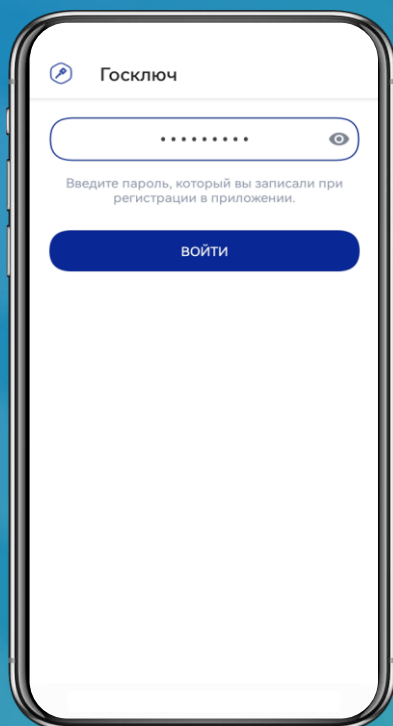 Госключ
•••••••••
Введите пароль, который вы записали при
регистрации в приложении.
ВОЙТИ